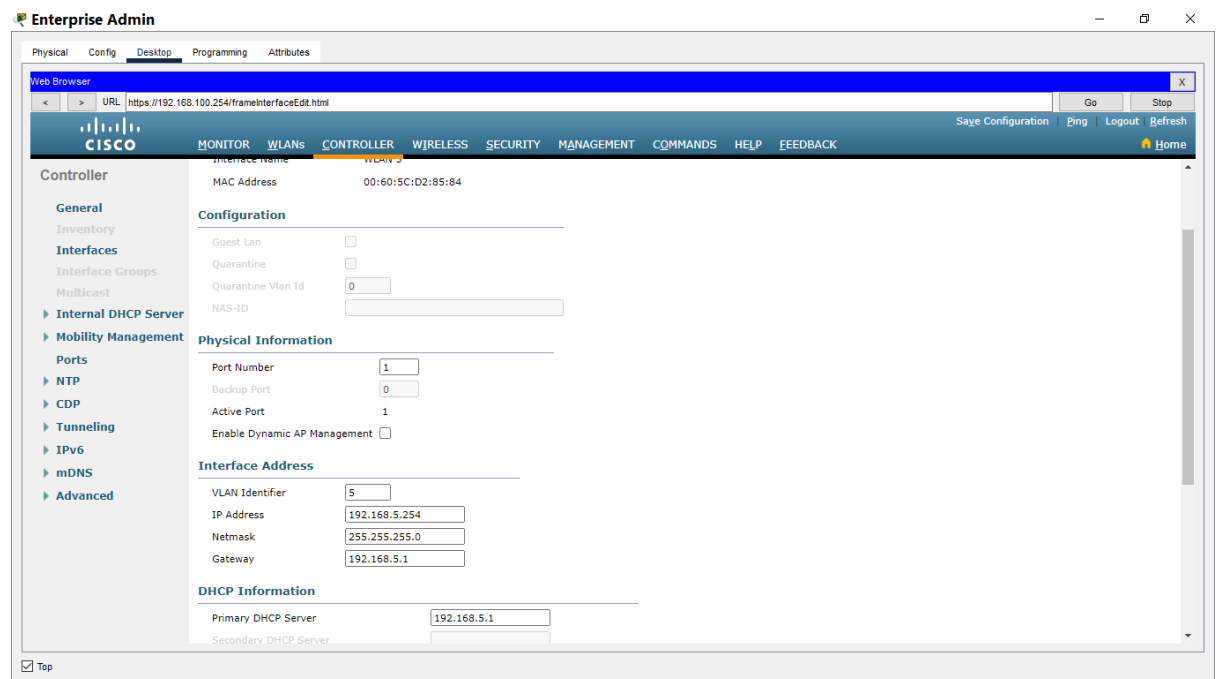 Enterprise Admin
Physical Config Desktop Programming Attributes
Web Browser X
< > URL https://192.168.100.254/frameInterfaceEdit.html Go Stop
Save Configuration | Ping | Logout | Refresh
CISCO MONITOR WLANs CONTROLLER WIRELESS SECURITY MANAGEMENT COMMANDS HELP FEEDBACK Home
Controller
General
Inventory
Interfaces
Interface Groups
Multicast
Internal DHCP Server
Mobility Management
Ports
NTP
CDP
Tunneling
IPv6
mDNS
Advanced
Interface Name WLAN 5
MAC Address 00:60:5C:D2:85:84
Configuration
Guest Lan
Quarantine
Quarantine Vlan Id 0
NAS-ID
Physical Information
Port Number 1
Backup Port 0
Active Port 1
Enable Dynamic AP Management
Interface Address
VLAN Identifier 5
IP Address 192.168.5.254
Netmask 255.255.255.0
Gateway 192.168.5.1
DHCP Information
Primary DHCP Server 192.168.5.1
Secondary DHCP Server
Top